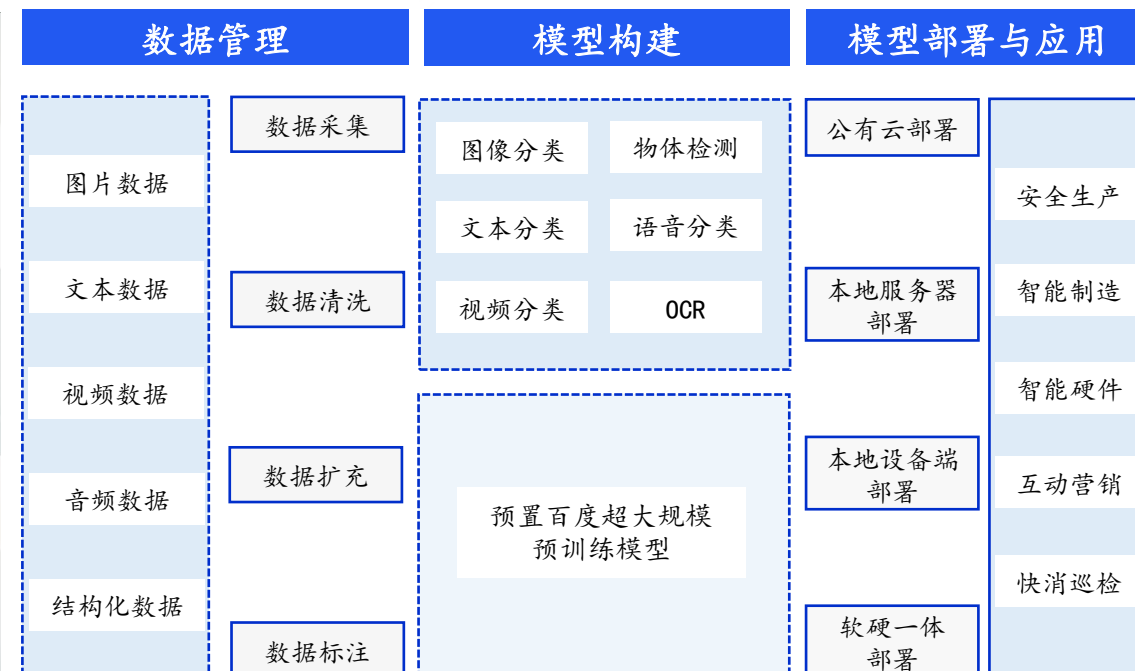 数据管理
图片数据
文本数据
视频数据
音频数据
结构化数据
数据采集
数据清洗
数据扩充
数据标注
模型构建
图像分类
物体检测
文本分类
语音分类
视频分类
OCR
预置百度超大规模
预训练模型
模型部署与应用
公有云部署
本地服务器
部署
本地设备端
部署
软硬一体
部署
安全生产
智能制造
智能硬件
互动营销
快消巡检